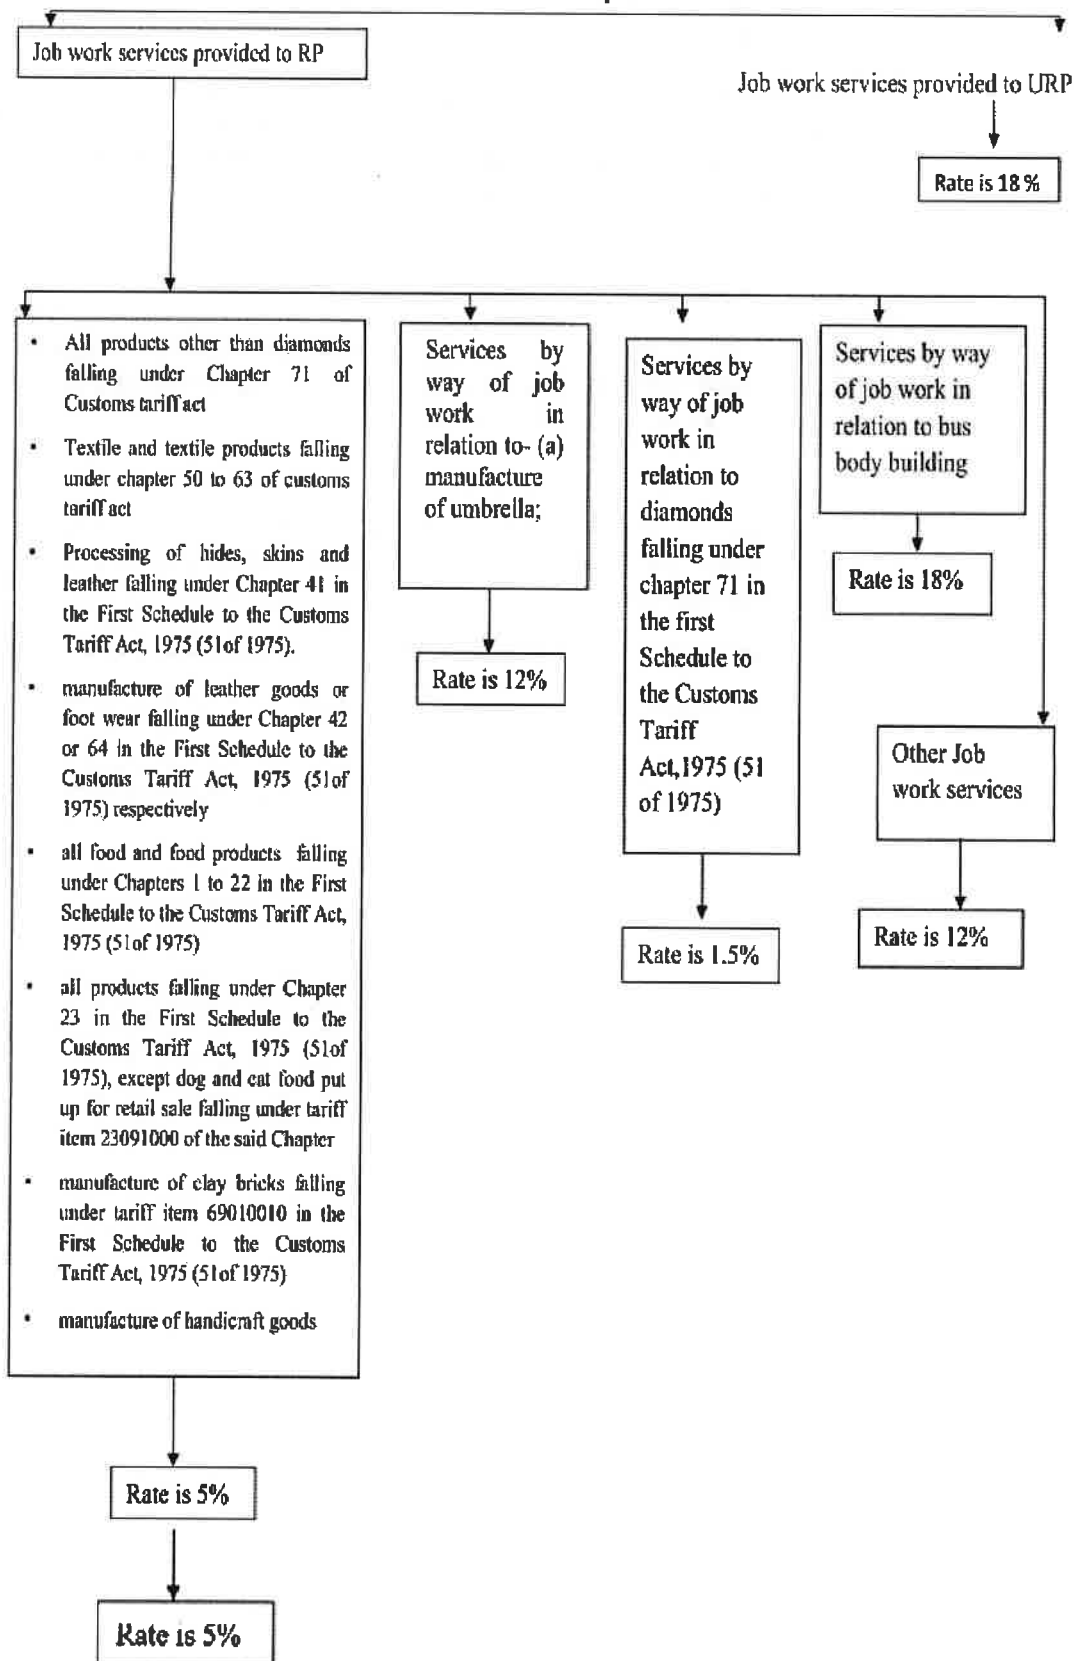 Job work services provided to RP
Job work services provided to URP
Rate is 18 %
• All products other than diamonds
falling under Chapter 71 of
Customs tariff act
• Textile and textile products falling
under chapter 50 to 63 of customs
tariff act
• Processing of hides, skins and
leather falling under Chapter 41 in
the First Schedule to the Customs
Tariff Act, 1975 (51of 1975).
• manufacture of leather goods or
foot wear falling under Chapter 42
or 64 in the First Schedule to the
Customs Tariff Act, 1975 (51of
1975) respectively
• all food and food products falling
under Chapters 1 to 22 in the First
Schedule to the Customs Tariff Act,
1975 (51of 1975)
• all products falling under Chapter
23 in the First Schedule to the
Customs Tariff Act, 1975 (51of
1975), except dog and cat food put
up for retail sale falling under tariff
item 23091000 of the said Chapter
• manufacture of clay bricks falling
under tariff item 69010010 in the
First Schedule to the Customs
Tariff Act, 1975 (51of 1975)
• manufacture of handicraft goods
Rate is 5%
Rate is 5%
Services by
way of job
work in
relation to- (a)
manufacture
of umbrella;
Rate is 12%
Services by
way of job
work in
relation to
diamonds
falling under
chapter 71 in
the first
Schedule to
the Customs
Tariff
Act,1975 (51
of 1975)
Rate is 1.5%
Services by way
of job work in
relation to bus
body building
Rate is 18%
Other Job
work services
Rate is 12%